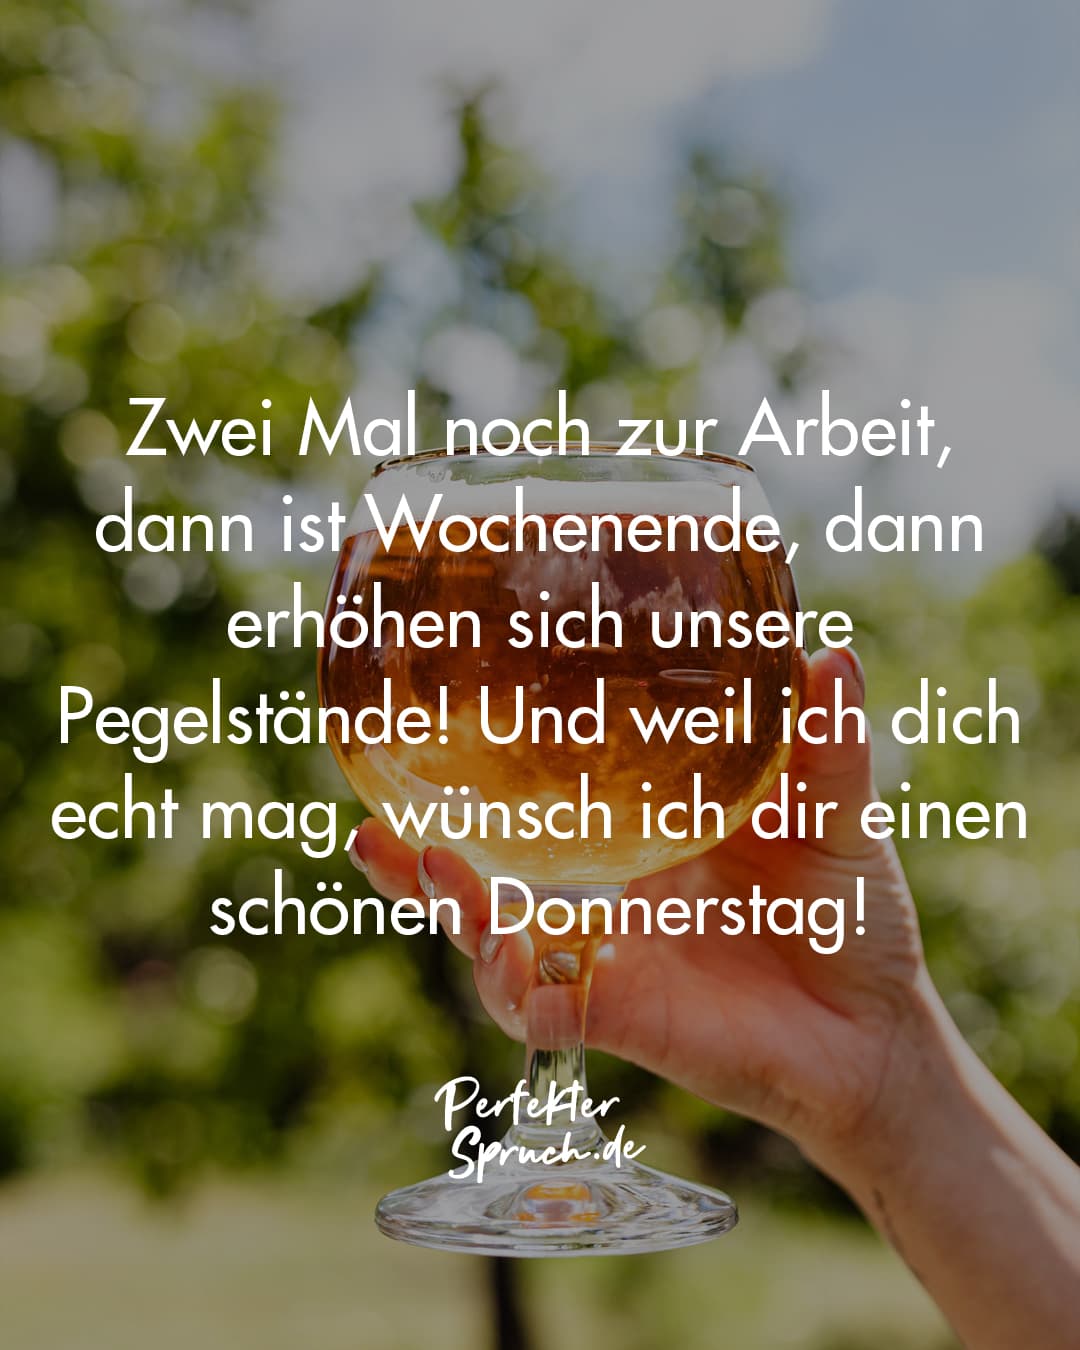 Zwei Mal noch zur Arbeit,
dann ist Wochenende, dann
erhöhen sich unsere
Pegelstände! Und weil ich dich
echt mag, wünsch ich dir einen
schönen Donnerstag!
Perfekter
Spruch.de